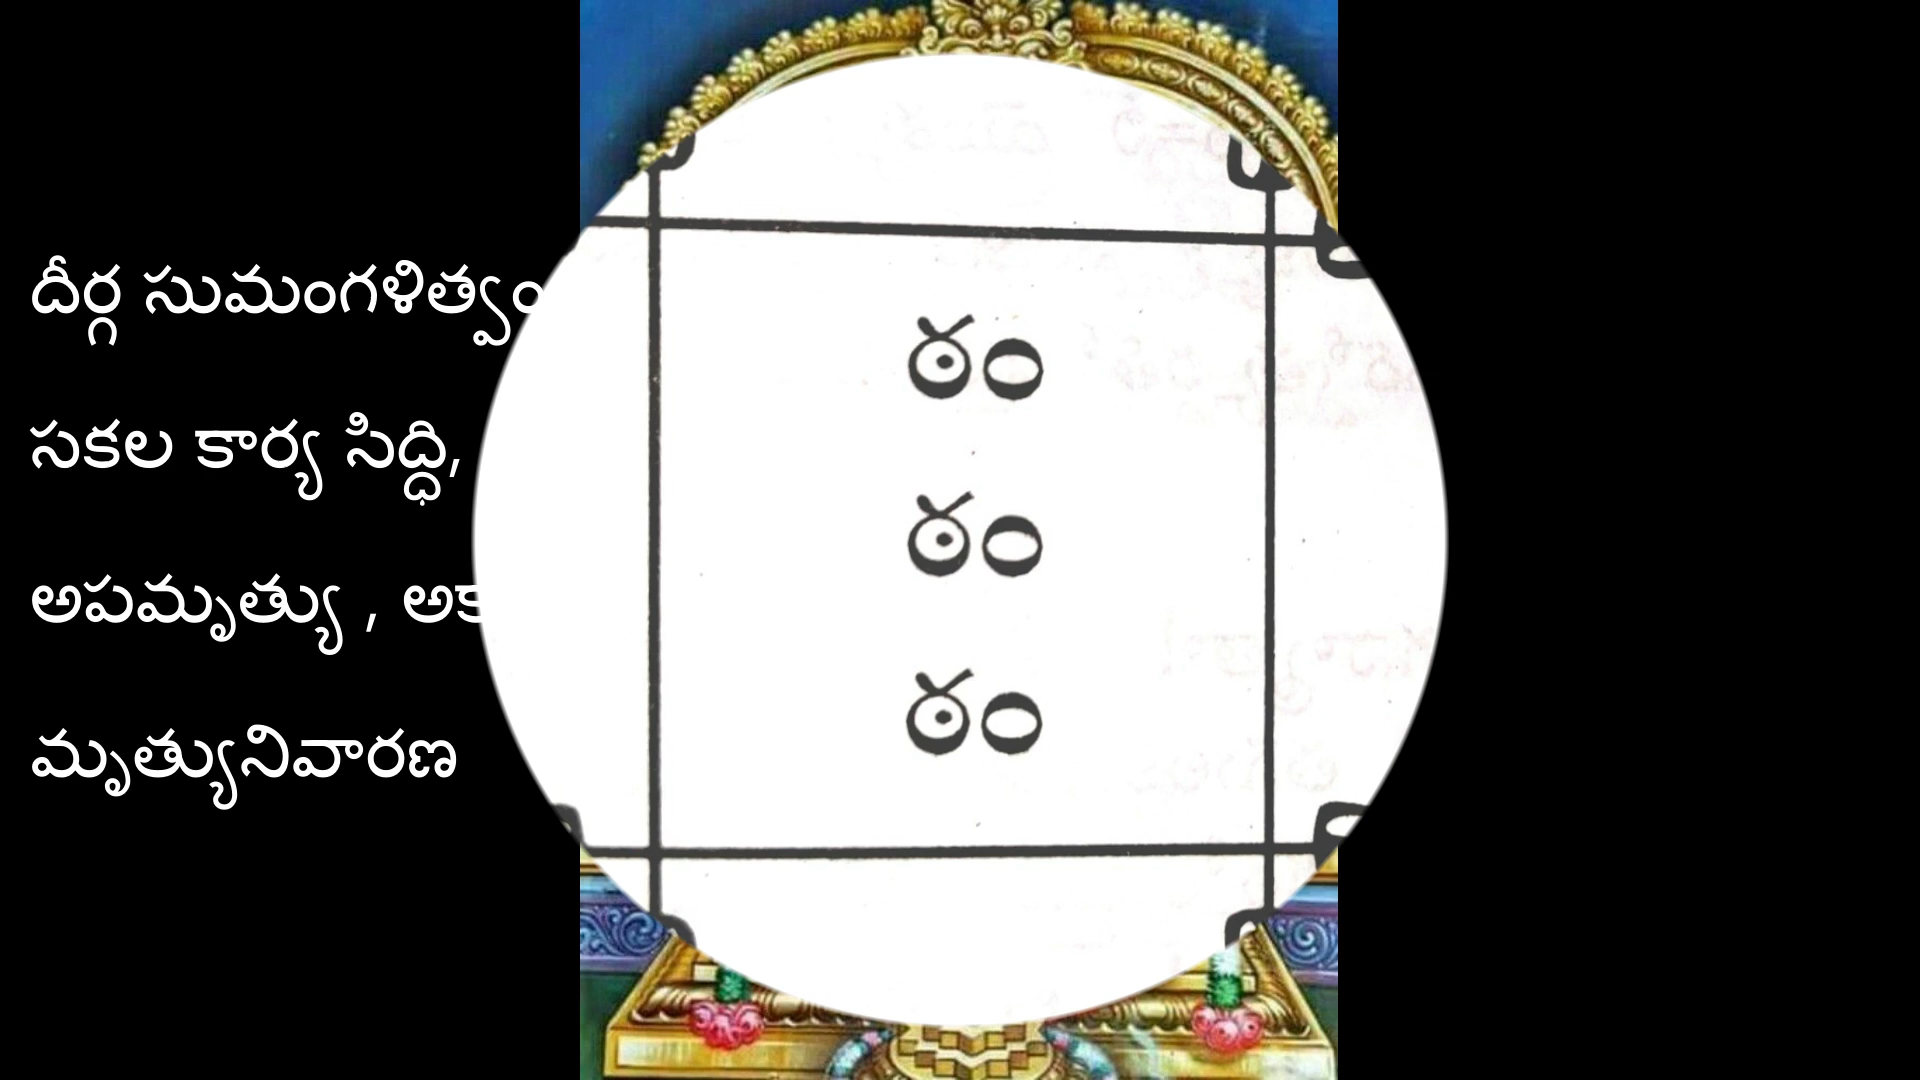 దీర్గ సుమంగళిత్వం
సకల కార్య సిద్ధి,
అపమృత్యు ,
మృత్యునివారణ
ఠం
ఠం
ఠం